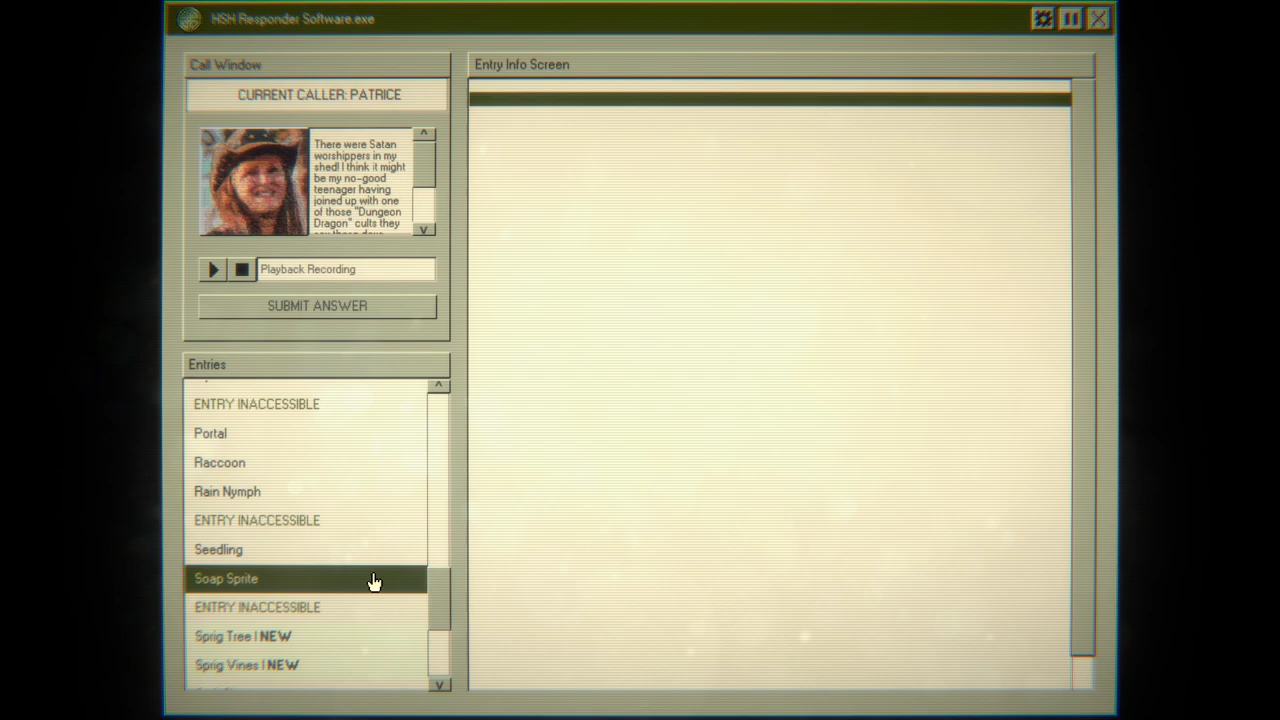 HSH Responder Software.exe
Call Window
CURRENT CALLER: PATRICE
There were Satan
worshippers in my
shed! I think it might
be my no-good
teenager having
joined up with one
of those "Dungeon
Dragon" cults they
Playback Recording
SUBMIT ANSWER
Entries
ENTRY INACCESSIBLE
Portal
Raccoon
Rain Nymph
ENTRY INACCESSIBLE
Seedling
Soap Sprite
ENTRY INACCESSIBLE
Sprig Tree | NEW
Sprig Vines | NEW
Entry Info Screen